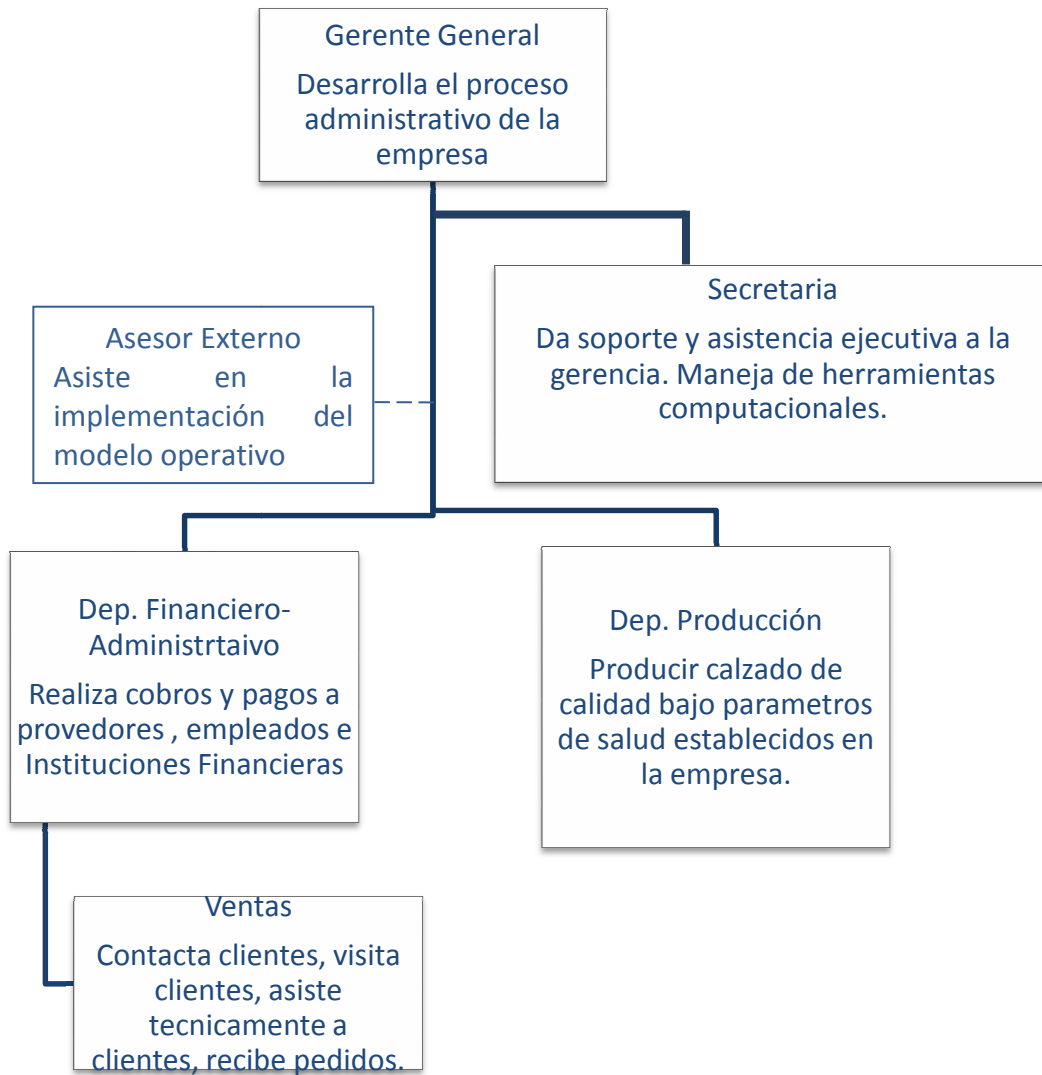 Gerente General
Desarrolla el proceso
administrativo de la
empresa
Secretaria
Da soporte y asistencia ejecutiva a la
gerencia. Maneja de herramientas
computacionales.
Asesor Externo
Asiste en la
implementación del
modelo operativo
Dep. Financiero-
Administrtaivo
Realiza cobros y pagos a
provedores , empleados e
Instituciones Financieras
Dep. Producción
Producir calzado de
calidad bajo parametros
de salud establecidos en
la empresa.
Ventas
Contacta clientes, visita
clientes, asiste
tecnicamente a
clientes, recibe pedidos.